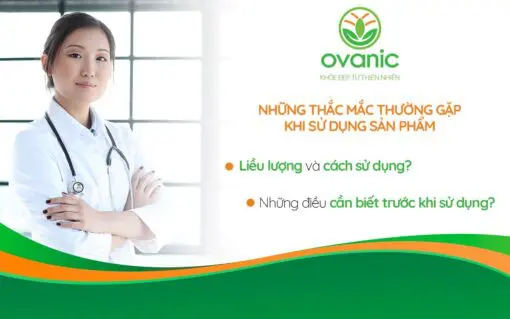 ovanic
KHỎE ĐẸP TỪ THIÊN NHIÊN
NHỮNG THẮC MẮC THƯỜNG GẶP
KHI SỬ DỤNG SẢN PHẨM
Liều lượng và cách sử dụng?
Những điều cần biết trước khi sử dụng?